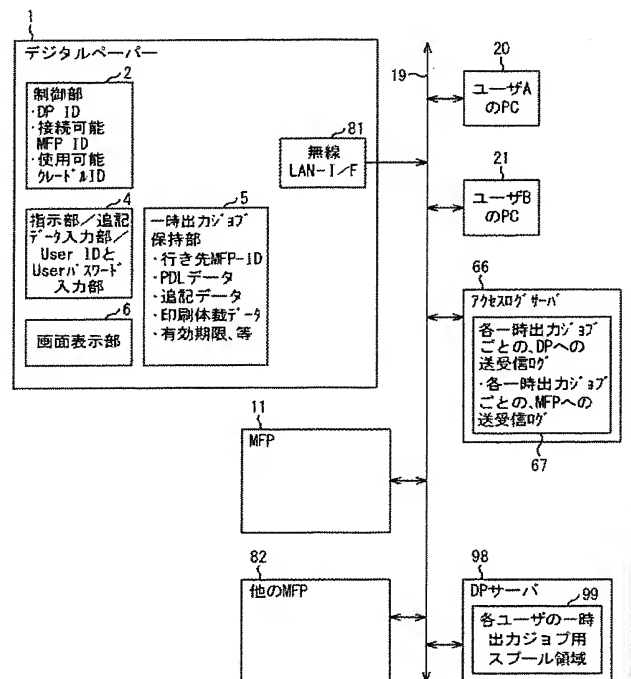 1
デジタルペーパー
2
制御部
・DP ID
・接続可能
MFP ID
・使用可能
クレードルID
81
無線
LAN-I/F
4
指示部/追記
データ入力部/
User IDと
Userパスワード
入力部
5
一時出力ジョブ
保持部
・行き先MFP-ID
・PDLデータ
・追記データ
・印刷体裁データ
・有効期限、等
6
画面表示部
19
20
ユーザA
のPC
21
ユーザB
のPC
66
アクセスログサーバ
各一時出力ジョブ
ごとの、DPへの
送受信ログ
・各一時出力ジョブ
ごとの、MFPへの
送受信ログ
67
11
MFP
82
他のMFP
98
DPサーバ
99
各ユーザの一時
出力ジョブ用
スプール領域